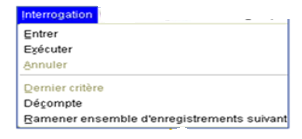 Interrogation
Entrer
Exécuter
Annuler
Dernier critère
Décompte
Ramener ensemble d'enregistrements suivant